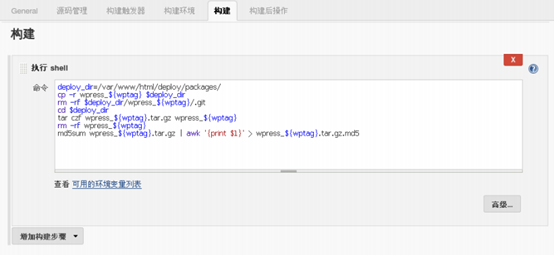 General 源码管理 构建触发器 构建环境 构建 构建后操作
构建
执行 shell
X
命令
deploy_dir=/var/www/html/deploy/packages/
cp -r wpress_${wptag} $deploy_dir
rm -rf $deploy_dir/wpress_${wptag}/.git
cd $deploy_dir
tar czf wpress_${wptag}.tar.gz wpress_${wptag}
rm -rf wpress_${wptag}
md5sum wpress_${wptag}.tar.gz | awk '{print $1}' > wpress_${wptag}.tar.gz.md5
查看 可用的环境变量列表
高级...
增加构建步骤